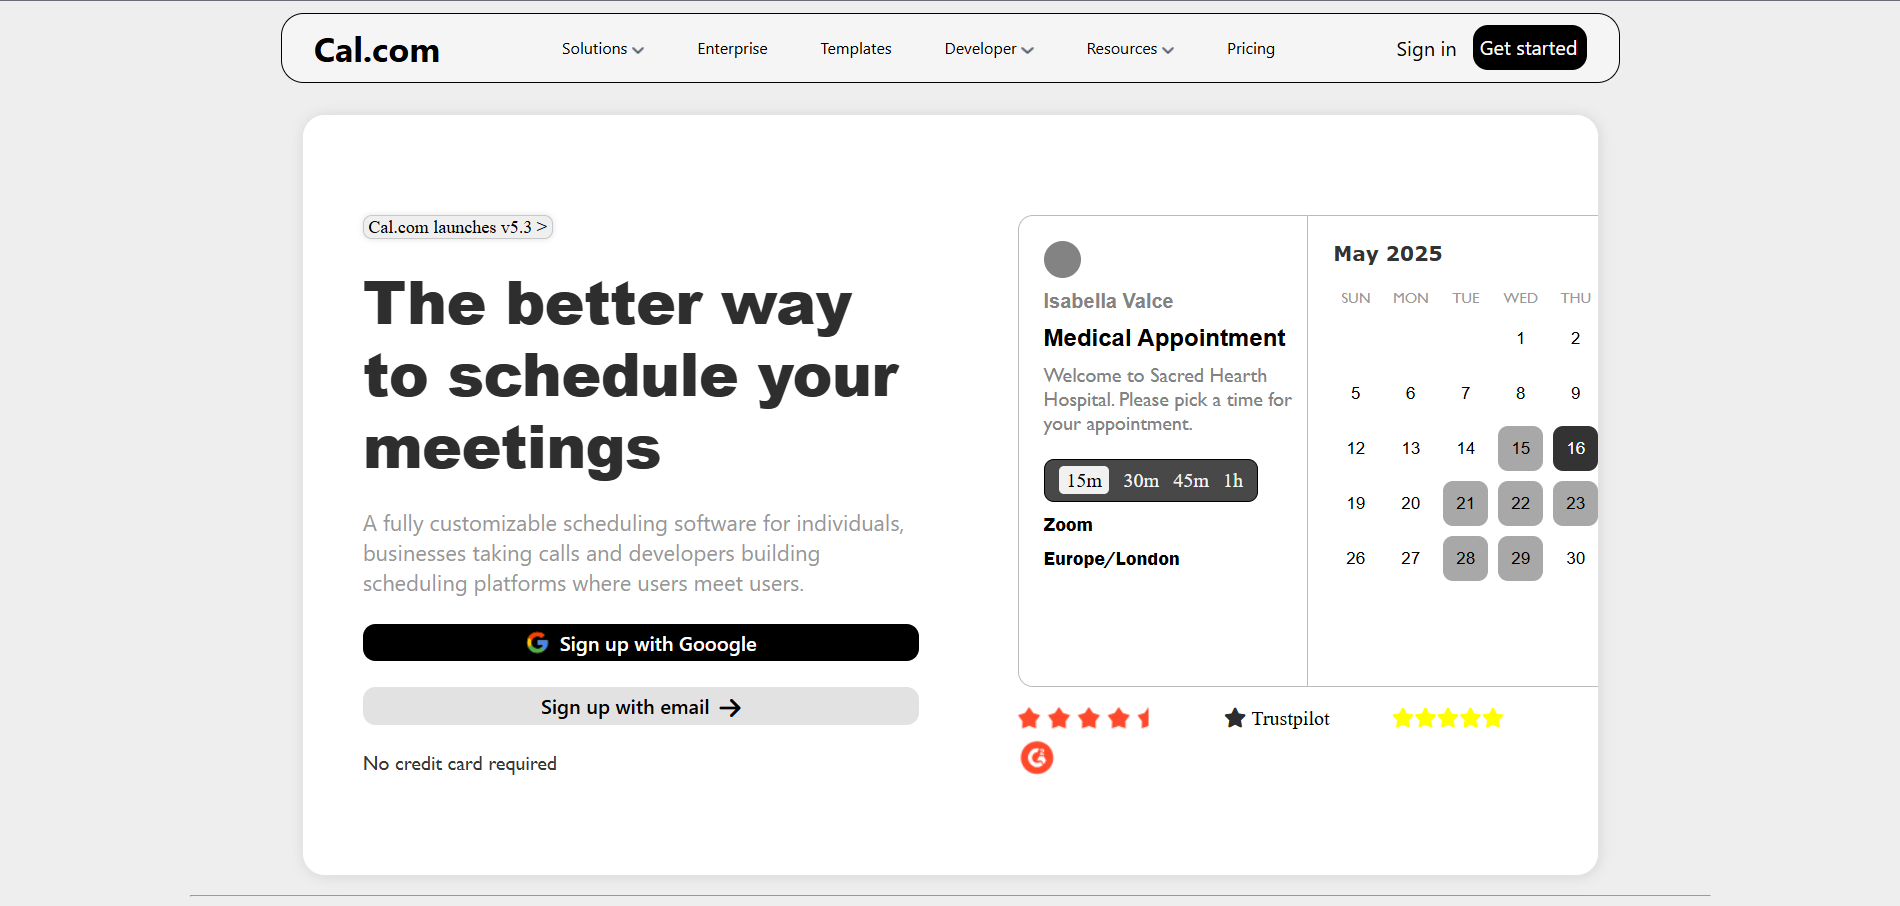 Cal.com
Solutions
Enterprise
Templates
Developer
Resources
Pricing
Sign in
Get started
Cal.com launches v5.3 >
The better way
to schedule your
meetings
A fully customizable scheduling software for individuals,
businesses taking calls and developers building
scheduling platforms where users meet users.
Sign up with Gooogle
Sign up with email
No credit card required
Isabella Valce
Medical Appointment
Welcome to Sacred Hearth
Hospital. Please pick a time for
your appointment.
15m 30m 45m 1h
Zoom
Europe/London
May 2025
SUN MON TUE WED THU
1 2
5 6 7 8 9
12 13 14 15 16
19 20 21 22 23
26 27 28 29 30
Trustpilot
G2